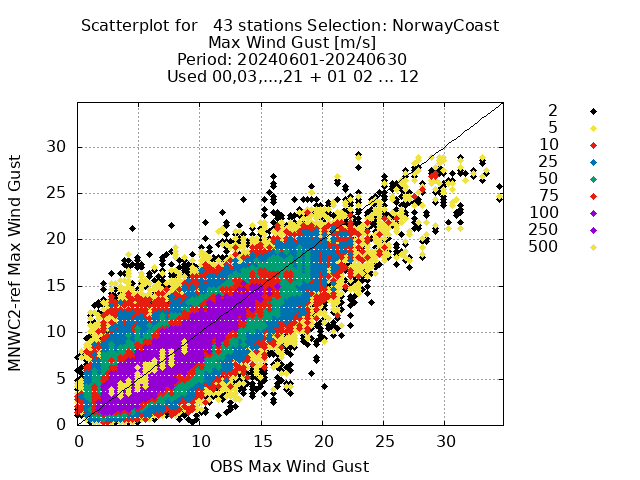 Scatterplot for   43 stations Selection: NorwayCoast
Max Wind Gust [m/s]
Period: 20240601-20240630
Used 00,03,...,21 + 01 02 ... 12
MNWC2-ref Max Wind Gust
30
25
20
15
10
5
0
0 5 10 15 20 25 30
OBS Max Wind Gust
2
5
10
25
50
75
100
250
500